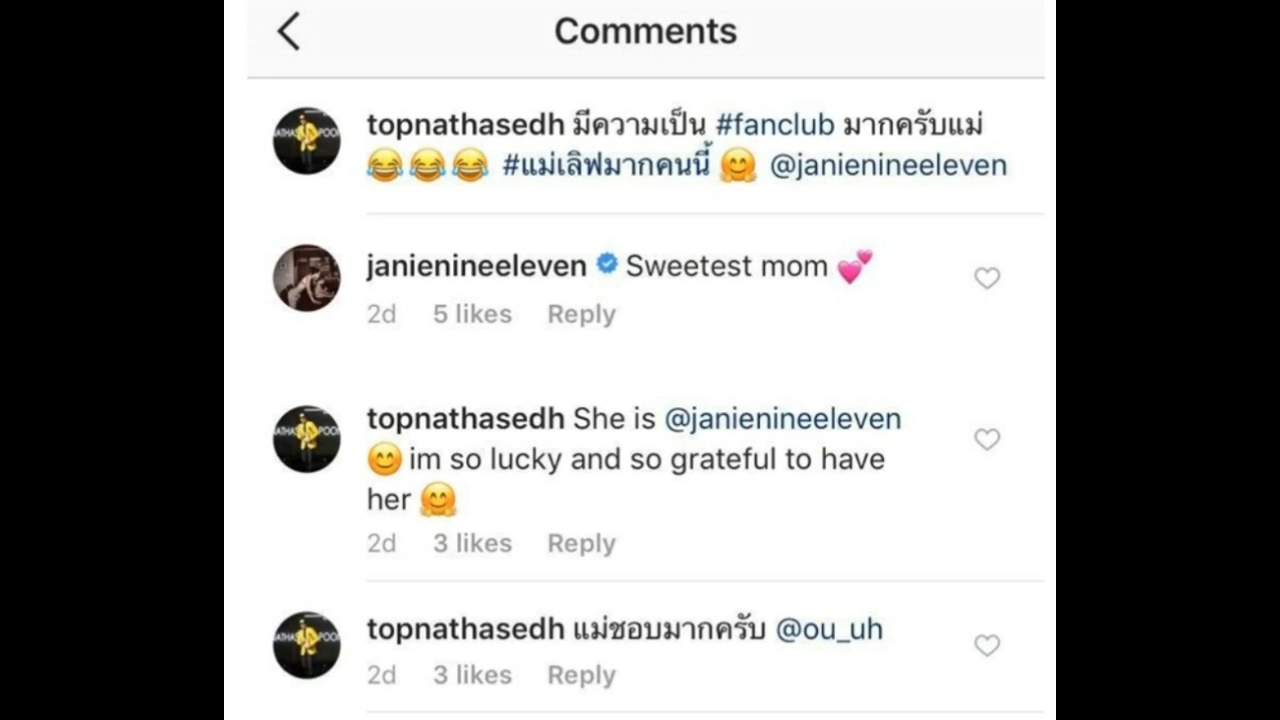 Comments
topnathasedh มีความเป็น #fanclub มากครับแม่
😂😂😂 #แม่เลิฟมากคนนี้ 🤗 @janienineeleven
janienineeleven Sweetest mom 💕
2d 5 likes Reply
topnathasedh She is @janienineeleven
😊 im so lucky and so grateful to have
her 🤗
2d 3 likes Reply
topnathasedh แม่ชอบมากครับ @ou_uh
2d 3 likes Reply